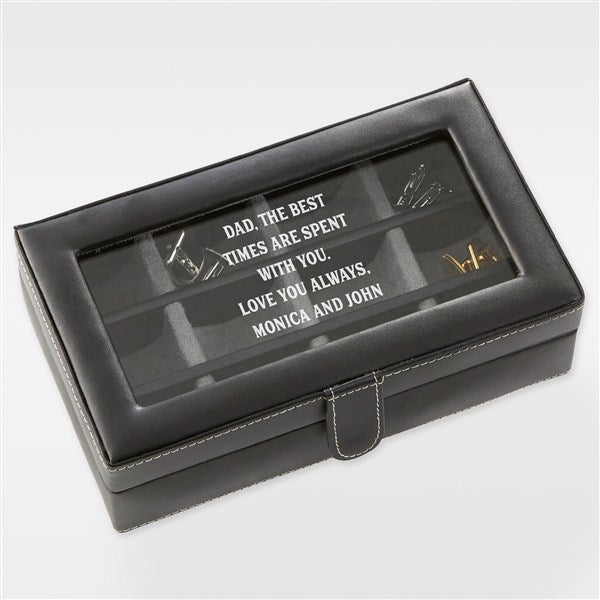 DAD, THE BEST
TIMES ARE SPENT
WITH YOU.
LOVE YOU ALWAYS,
MONICA AND JOHN